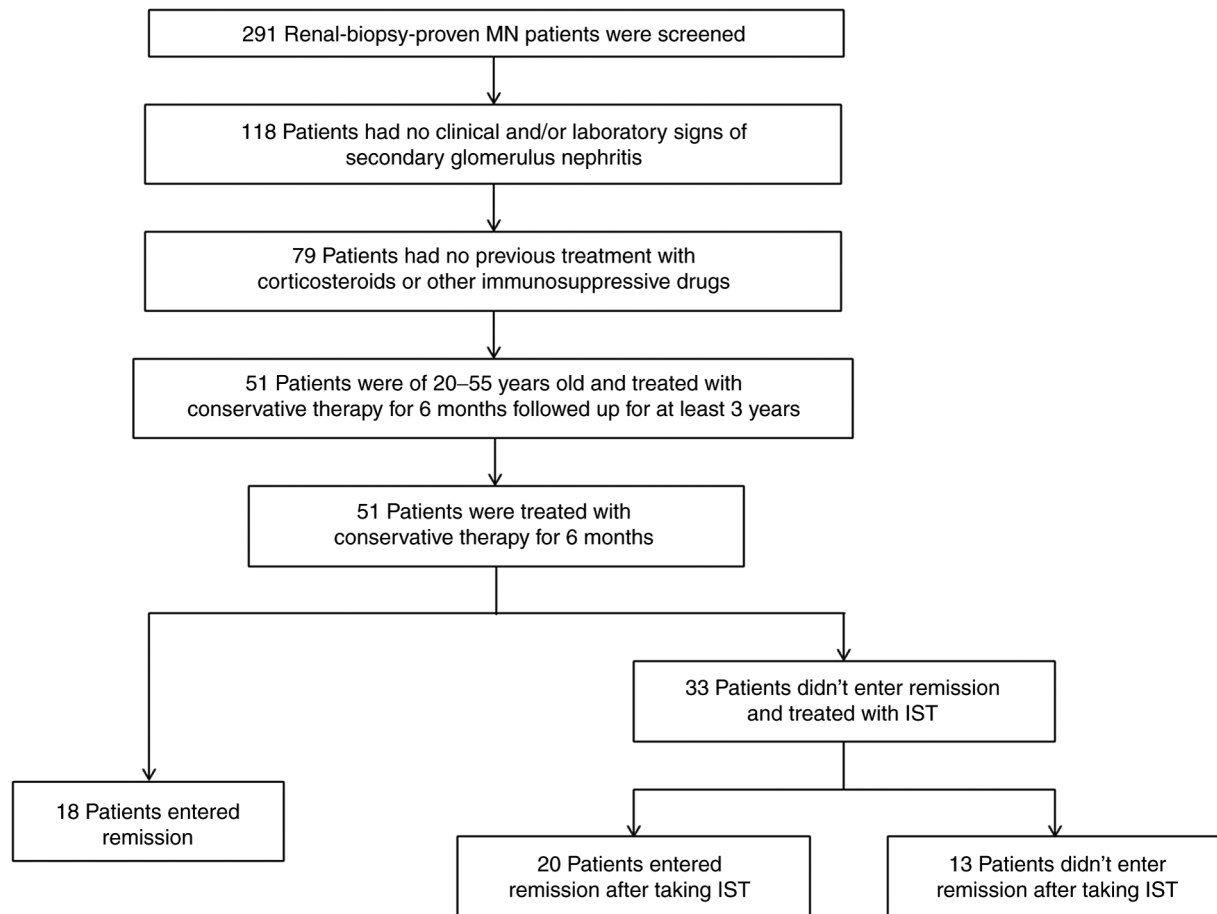 291 Renal-biopsy-proven MN patients were screened
118 Patients had no clinical and/or laboratory signs of
secondary glomerulus nephritis
79 Patients had no previous treatment with
corticosteroids or other immunosuppressive drugs
51 Patients were of 20–55 years old and treated with
conservative therapy for 6 months followed up for at least 3 years
51 Patients were treated with
conservative therapy for 6 months
33 Patients didn't enter remission
and treated with IST
18 Patients entered
remission
20 Patients entered
remission after taking IST
13 Patients didn't enter
remission after taking IST